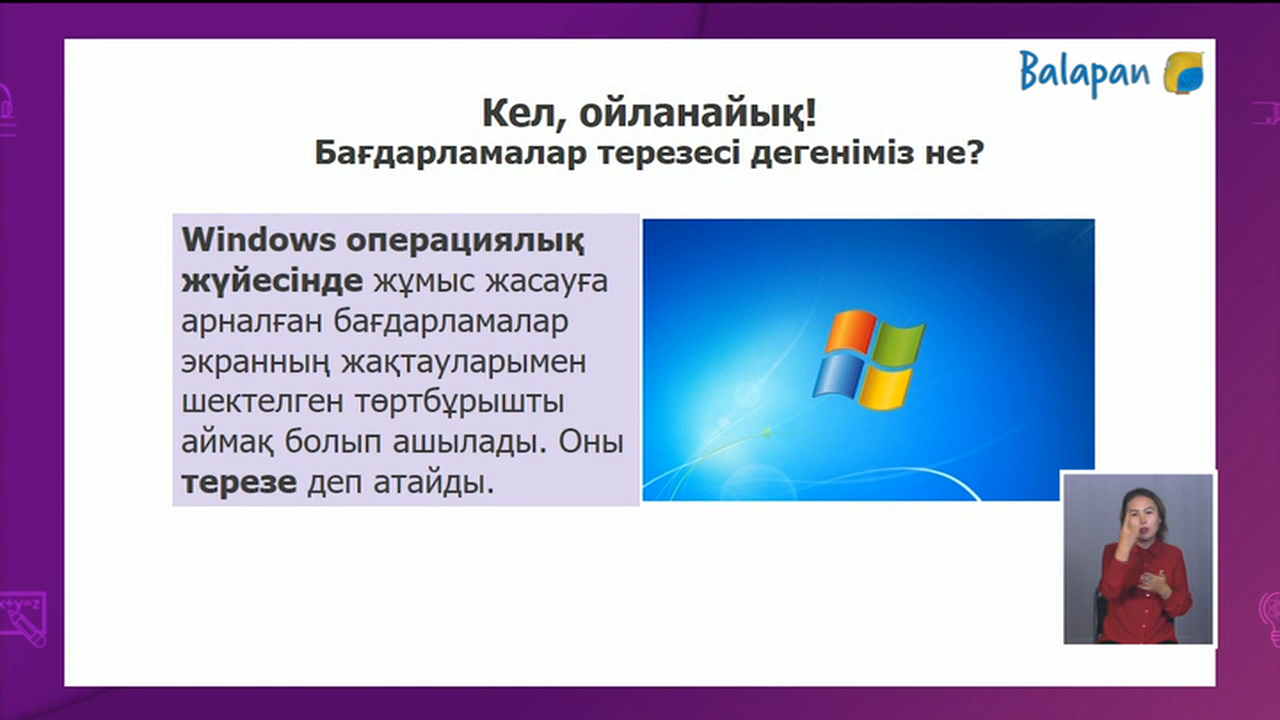 Balapan
Кел, ойланайық!
Бағдарламалар терезесі дегеніміз не?
Windows операциялық
жүйесінде жұмыс жасауға
арналған бағдарламалар
экранның жақтауларымен
шектелген төртбұрышты
аймақ болып ашылады. Оны
терезе деп атайды.
x+y=z